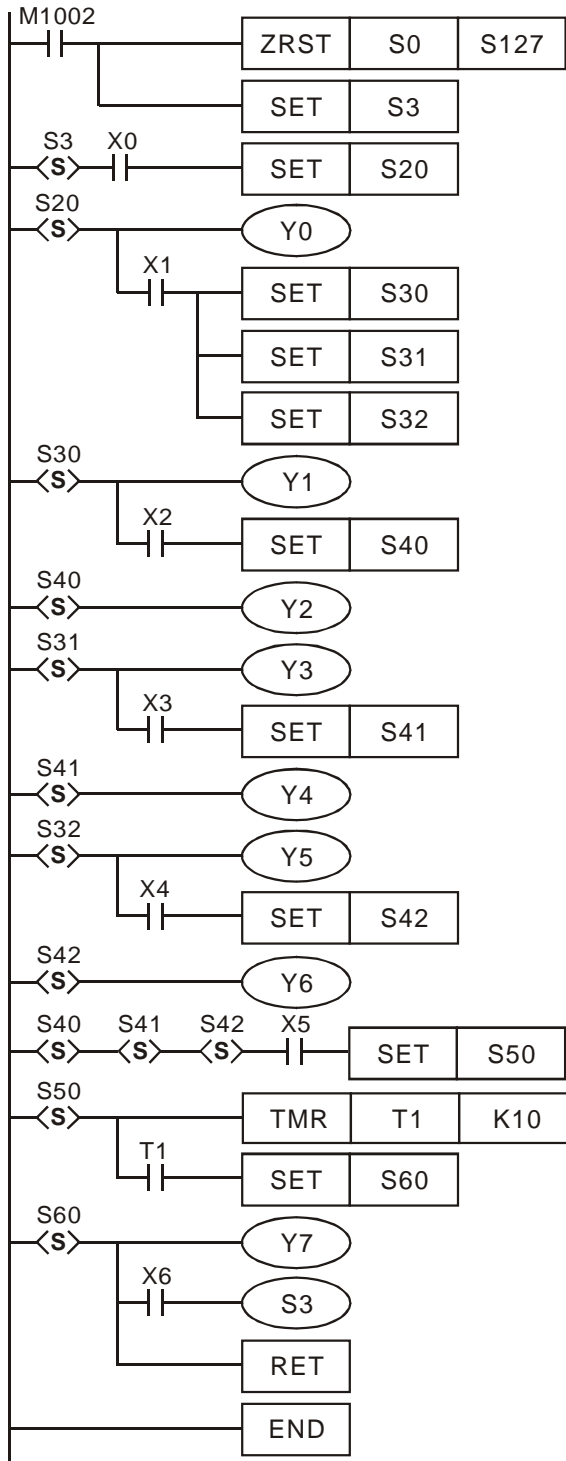 M1002
ZRST S0 S127
SET S3
S3 X0
S SET S20
S20
S Y0
X1
SET S30
SET S31
SET S32
S30
S Y1
X2
SET S40
S40
S Y2
S31
S Y3
X3
SET S41
S41
S Y4
S32
S Y5
X4
SET S42
S42
S Y6
S40 S41 S42 X5
S S S SET S50
S50
S TMR T1 K10
T1
SET S60
S60
S Y7
X6
S3
RET
END